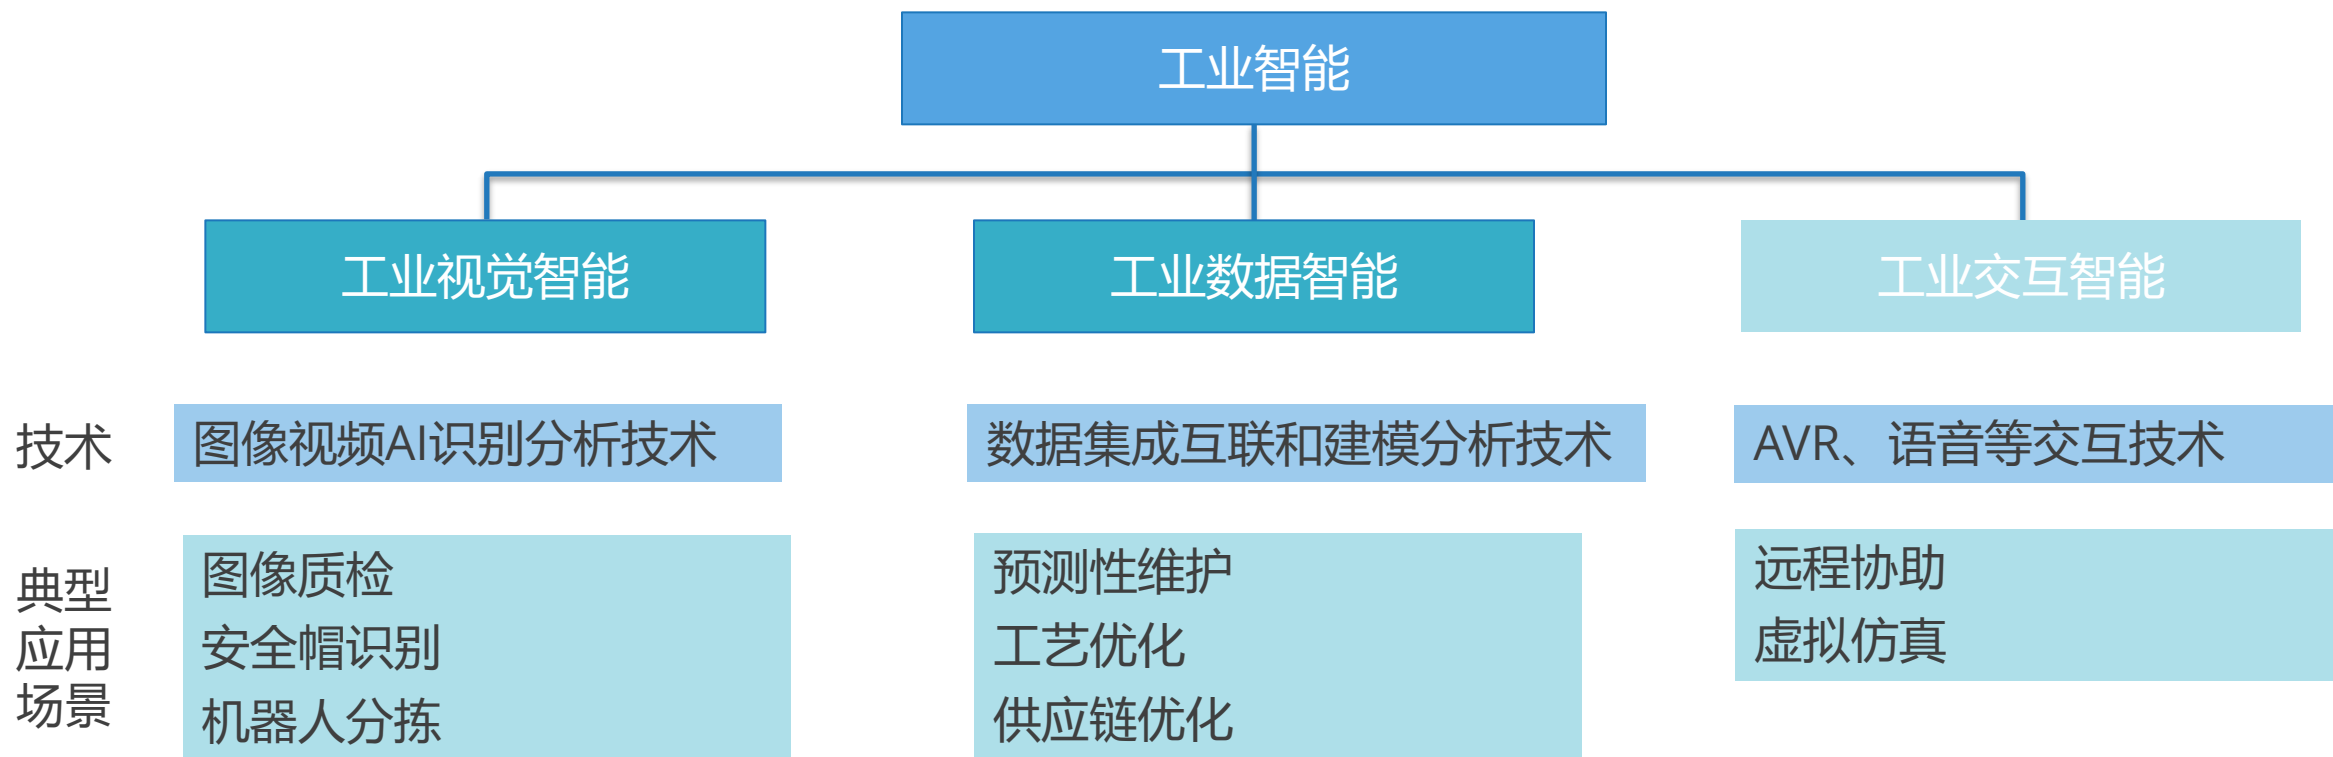 工业智能
工业视觉智能
工业数据智能
工业交互智能
技术
图像视频AI识别分析技术
数据集成互联和建模分析技术
AVR、语音等交互技术
典型
应用
场景
图像质检
安全帽识别
机器人分拣
预测性维护
工艺优化
供应链优化
远程协助
虚拟仿真